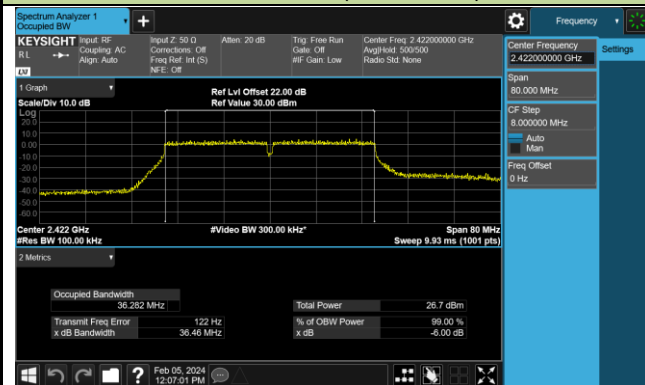 Spectrum Analyzer 1
Occupied BW
+
Frequency
KEYSIGHT
RL
LXI
Input: RF
Coupling: AC
Align: Auto
Input Z: 50 Ω
Corrections: Off
Freq Ref: Int (S)
NFE: Off
Atten: 20 dB
Trig: Free Run
Gate: Off
#IF Gain: Low
Center Freq: 2.422000000 GHz
Avg|Hold: 500/500
Radio Std: None
Center Frequency
2.422000000 GHz
Settings
Span
80.000 MHz
CF Step
8.000000 MHz
Auto
Man
Freq Offset
0 Hz
1 Graph
Scale/Div 10.0 dB
Ref Lvl Offset 22.00 dB
Ref Value 30.00 dBm
Log
20.0
10.0
0.00
-10.0
-20.0
-30.0
-40.0
-50.0
-60.0
Center 2.422 GHz
#Res BW 100.00 kHz
#Video BW 300.00 kHz*
Span 80 MHz
Sweep 9.93 ms (1001 pts)
2 Metrics
Occupied Bandwidth
36.282 MHz
Total Power 26.7 dBm
Transmit Freq Error 122 Hz
% of OBW Power 99.00 %
x dB Bandwidth 36.46 MHz
x dB -6.00 dB
?
Feb 05, 2024
12:07:01 PM